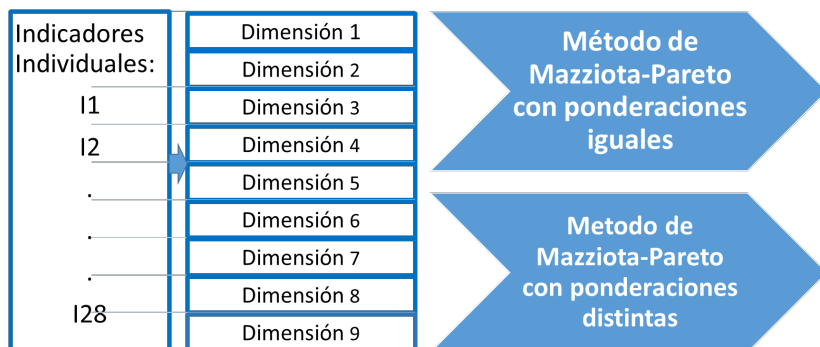 Indicadores
Individuales:
I1
I2
.
.
.
I28
Dimensión 1
Dimensión 2
Dimensión 3
Dimensión 4
Dimensión 5
Dimensión 6
Dimensión 7
Dimensión 8
Dimensión 9
Método de
Mazziota-Pareto
con ponderaciones
iguales
Metodo de
Mazziota-Pareto
con ponderaciones
distintas